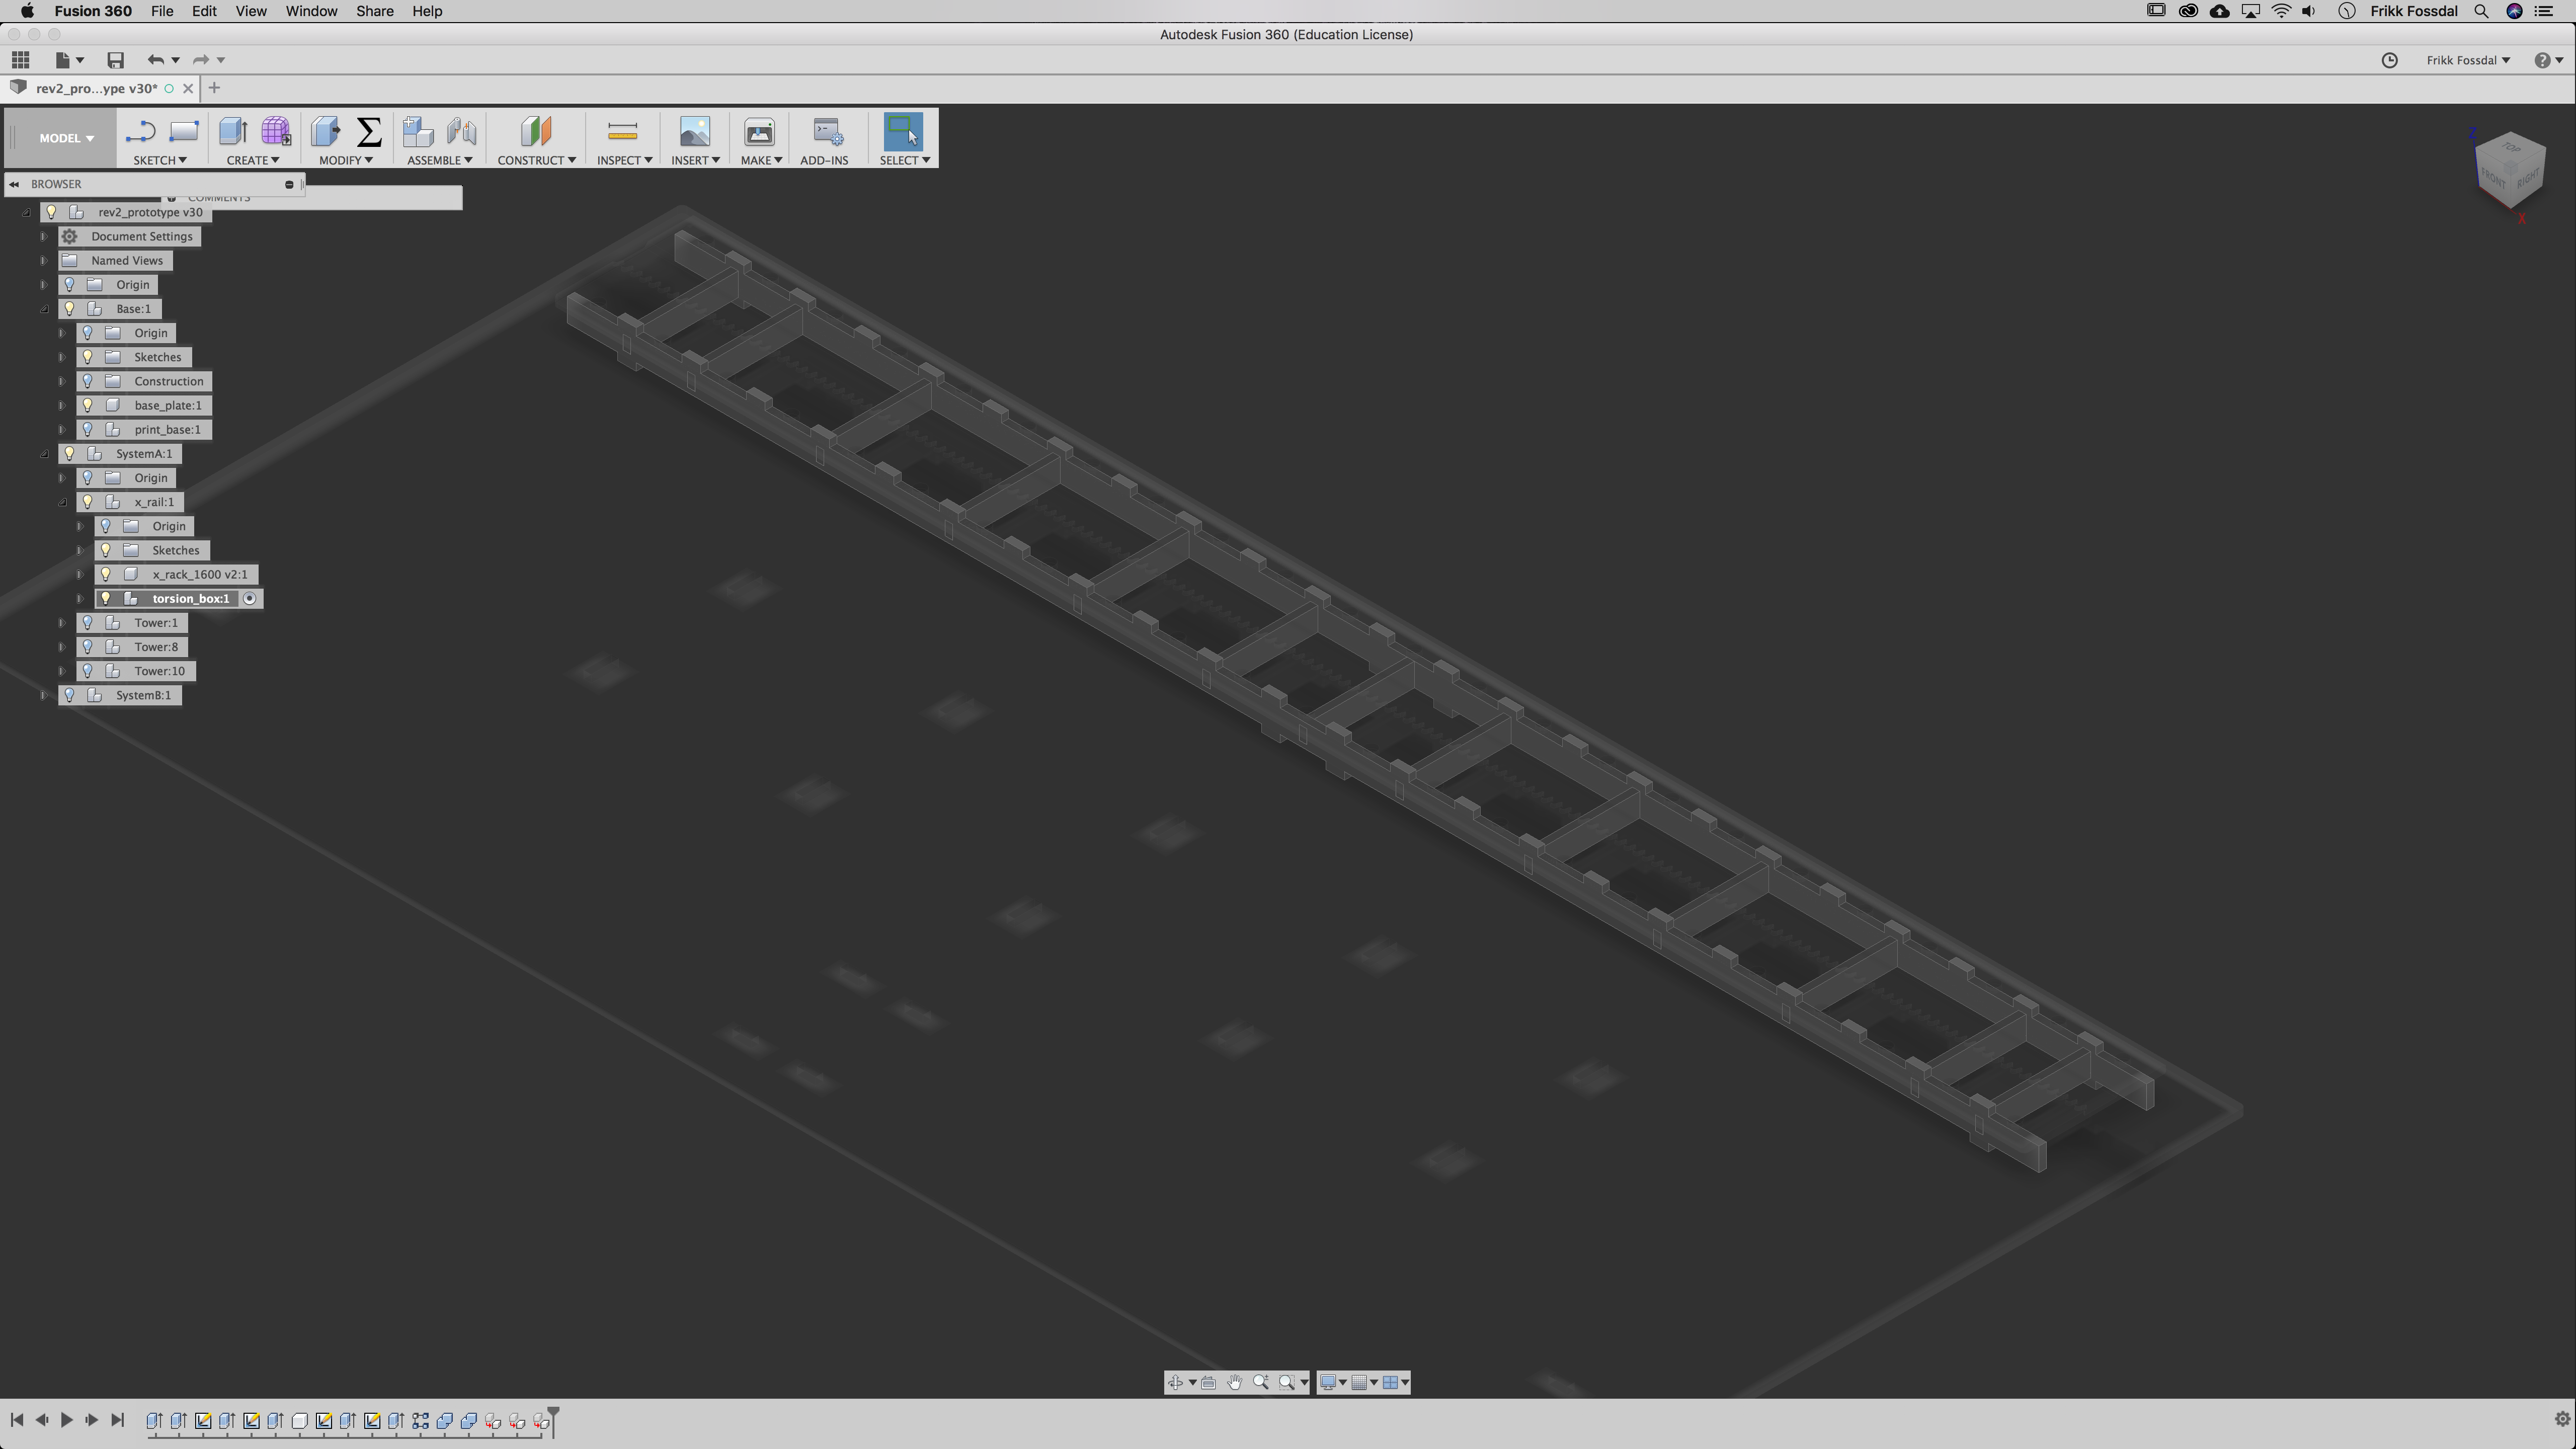 Fusion 360 File Edit View Window Share Help Frikk Fossdal
Autodesk Fusion 360 (Education License)
Frikk Fossdal
rev2_pro...ype v30*
MODEL
SKETCH CREATE MODIFY ASSEMBLE CONSTRUCT INSPECT INSERT MAKE ADD-INS SELECT
Z
TOP
FRONT RIGHT
X
BROWSER
COMMENTS
rev2_prototype v30
Document Settings
Named Views
Origin
Base:1
Origin
Sketches
Construction
base_plate:1
print_base:1
SystemA:1
Origin
x_rail:1
Origin
Sketches
x_rack_1600 v2:1
torsion_box:1
Tower:1
Tower:8
Tower:10
SystemB:1